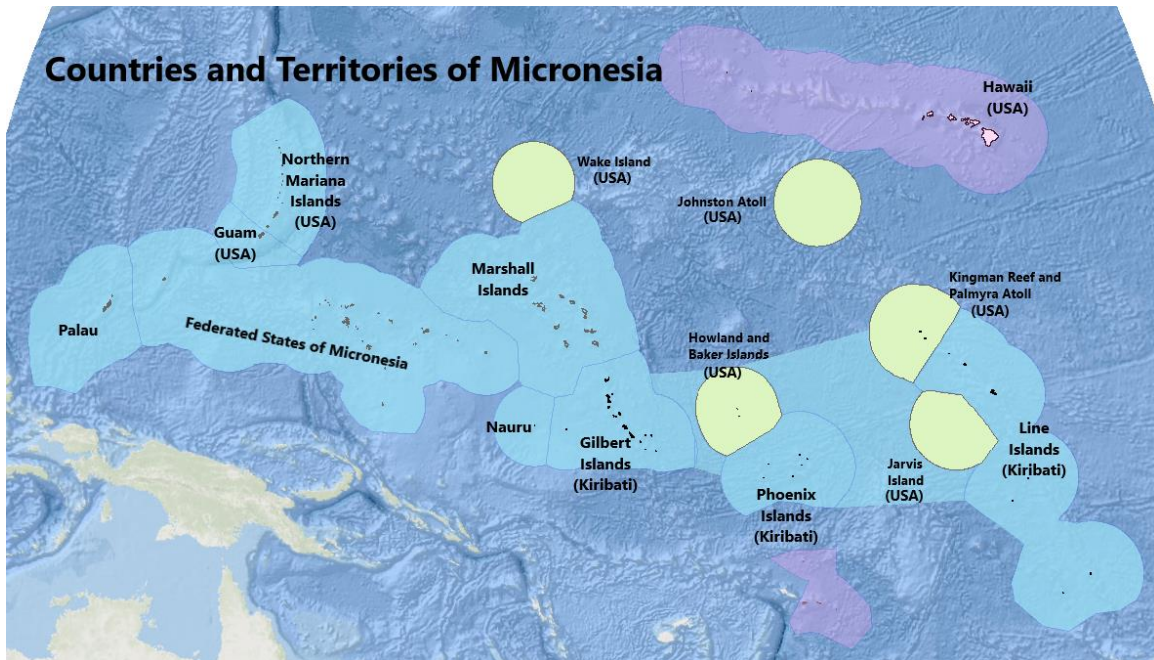 Countries and Territories of Micronesia
Hawaii
(USA)
Northern
Mariana
Islands
(USA)
Wake Island
(USA)
Johnston Atoll
(USA)
Guam
(USA)
Marshall
Islands
Kingman Reef and
Palmyra Atoll
(USA)
Palau
Federated States of Micronesia
Howland and
Baker Islands
(USA)
Nauru
Gilbert
Islands
(Kiribati)
Line
Islands
(Kiribati)
Jarvis
Island
(USA)
Phoenix
Islands
(Kiribati)